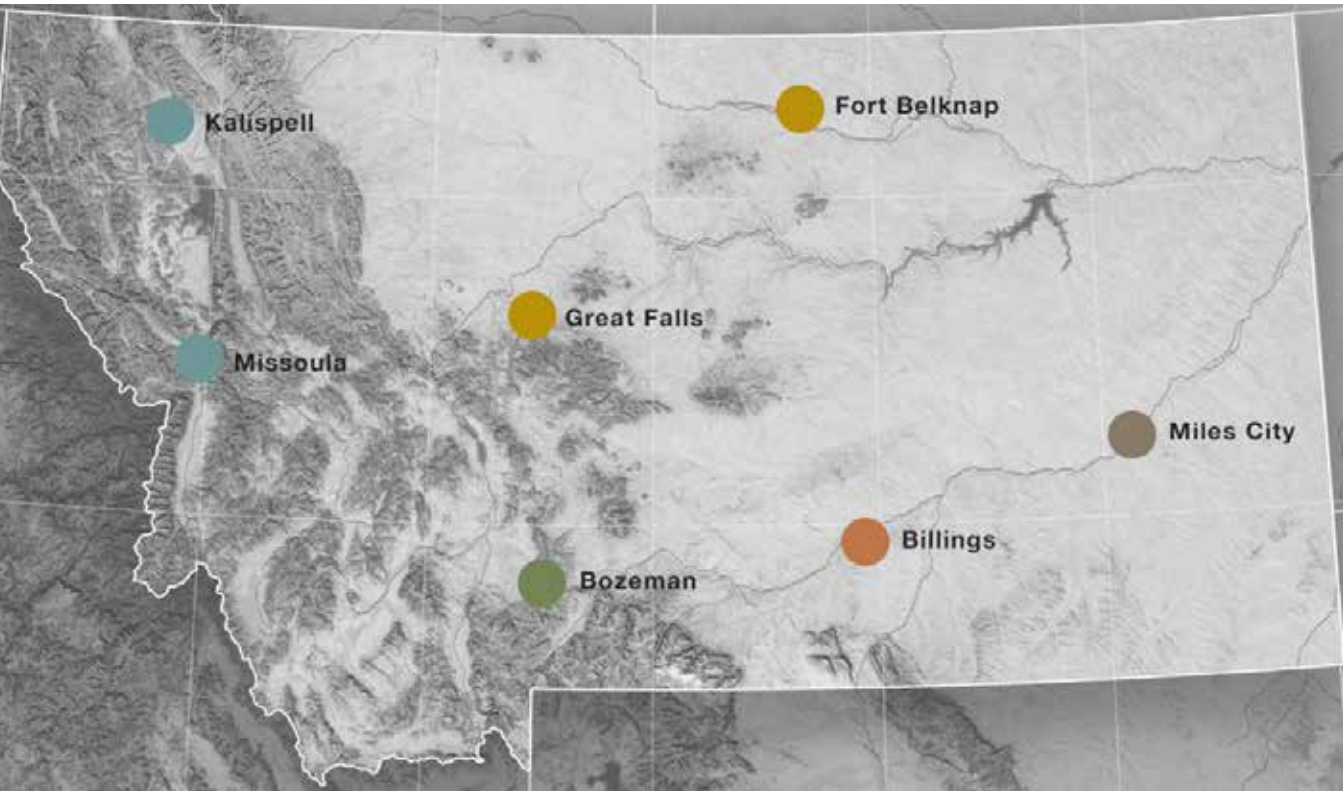 Fort Belknap
Kalispell
Great Falls
Missoula
Miles City
Billings
Bozeman